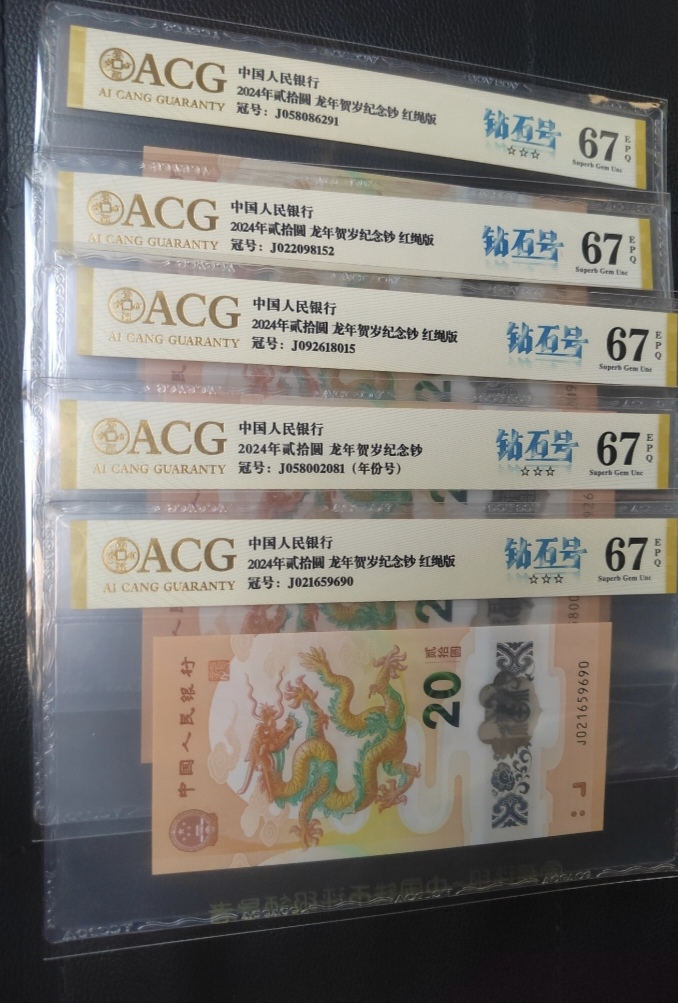 ACG
AI CANG GUARANTY
中国人民银行
2024年贰拾圆 龙年贺岁纪念钞 红绳版
冠号：J058086291
钻石号
☆☆☆
67
EPQ
Superb Gem Unc
ACG
AI CANG GUARANTY
中国人民银行
2024年贰拾圆 龙年贺岁纪念钞 红绳版
冠号：J022098152
钻石号
67
EPQ
Superb Gem Unc
ACG
AI CANG GUARANTY
中国人民银行
2024年贰拾圆 龙年贺岁纪念钞 红绳版
冠号：J092618015
钻石号
67
EPQ
Superb Gem Unc
ACG
AI CANG GUARANTY
中国人民银行
2024年贰拾圆 龙年贺岁纪念钞
冠号：J058002081（年份号）
钻石号
☆☆☆
67
EPQ
Superb Gem Unc
ACG
AI CANG GUARANTY
中国人民银行
2024年贰拾圆 龙年贺岁纪念钞 红绳版
冠号：J021659690
钻石号
☆☆☆
67
EPQ
Superb Gem Unc
中国人民银行
贰拾圆
20
J021659690